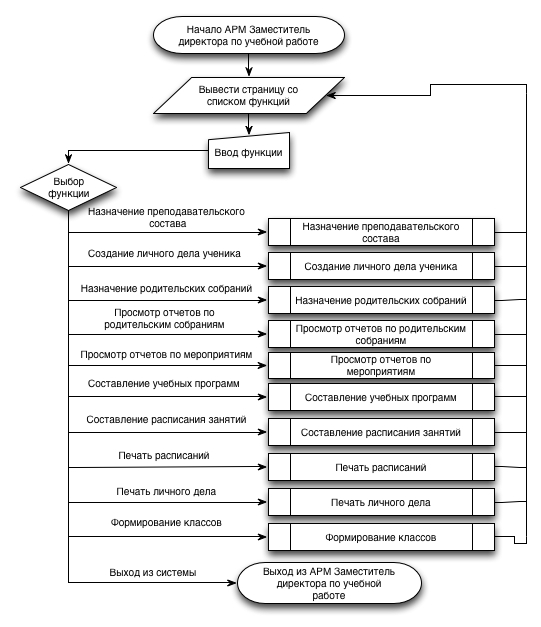 Начало АРМ Заместитель
директора по учебной работе
Вывести страницу со
списком функций
Ввод функции
Выбор
функции
Назначение преподавательского
состава
Назначение преподавательского
состава
Создание личного дела ученика
Создание личного дела ученика
Назначение родительских собраний
Назначение родительских собраний
Просмотр отчетов по
родительским собраниям
Просмотр отчетов по родительским
собраниям
Просмотр отчетов по мероприятиям
Просмотр отчетов по
мероприятиям
Составление учебных программ
Составление учебных программ
Составление расписания занятий
Составление расписания занятий
Печать расписаний
Печать расписаний
Печать личного дела
Печать личного дела
Формирование классов
Формирование классов
Выход из системы
Выход из АРМ Заместитель
директора по учебной
работе